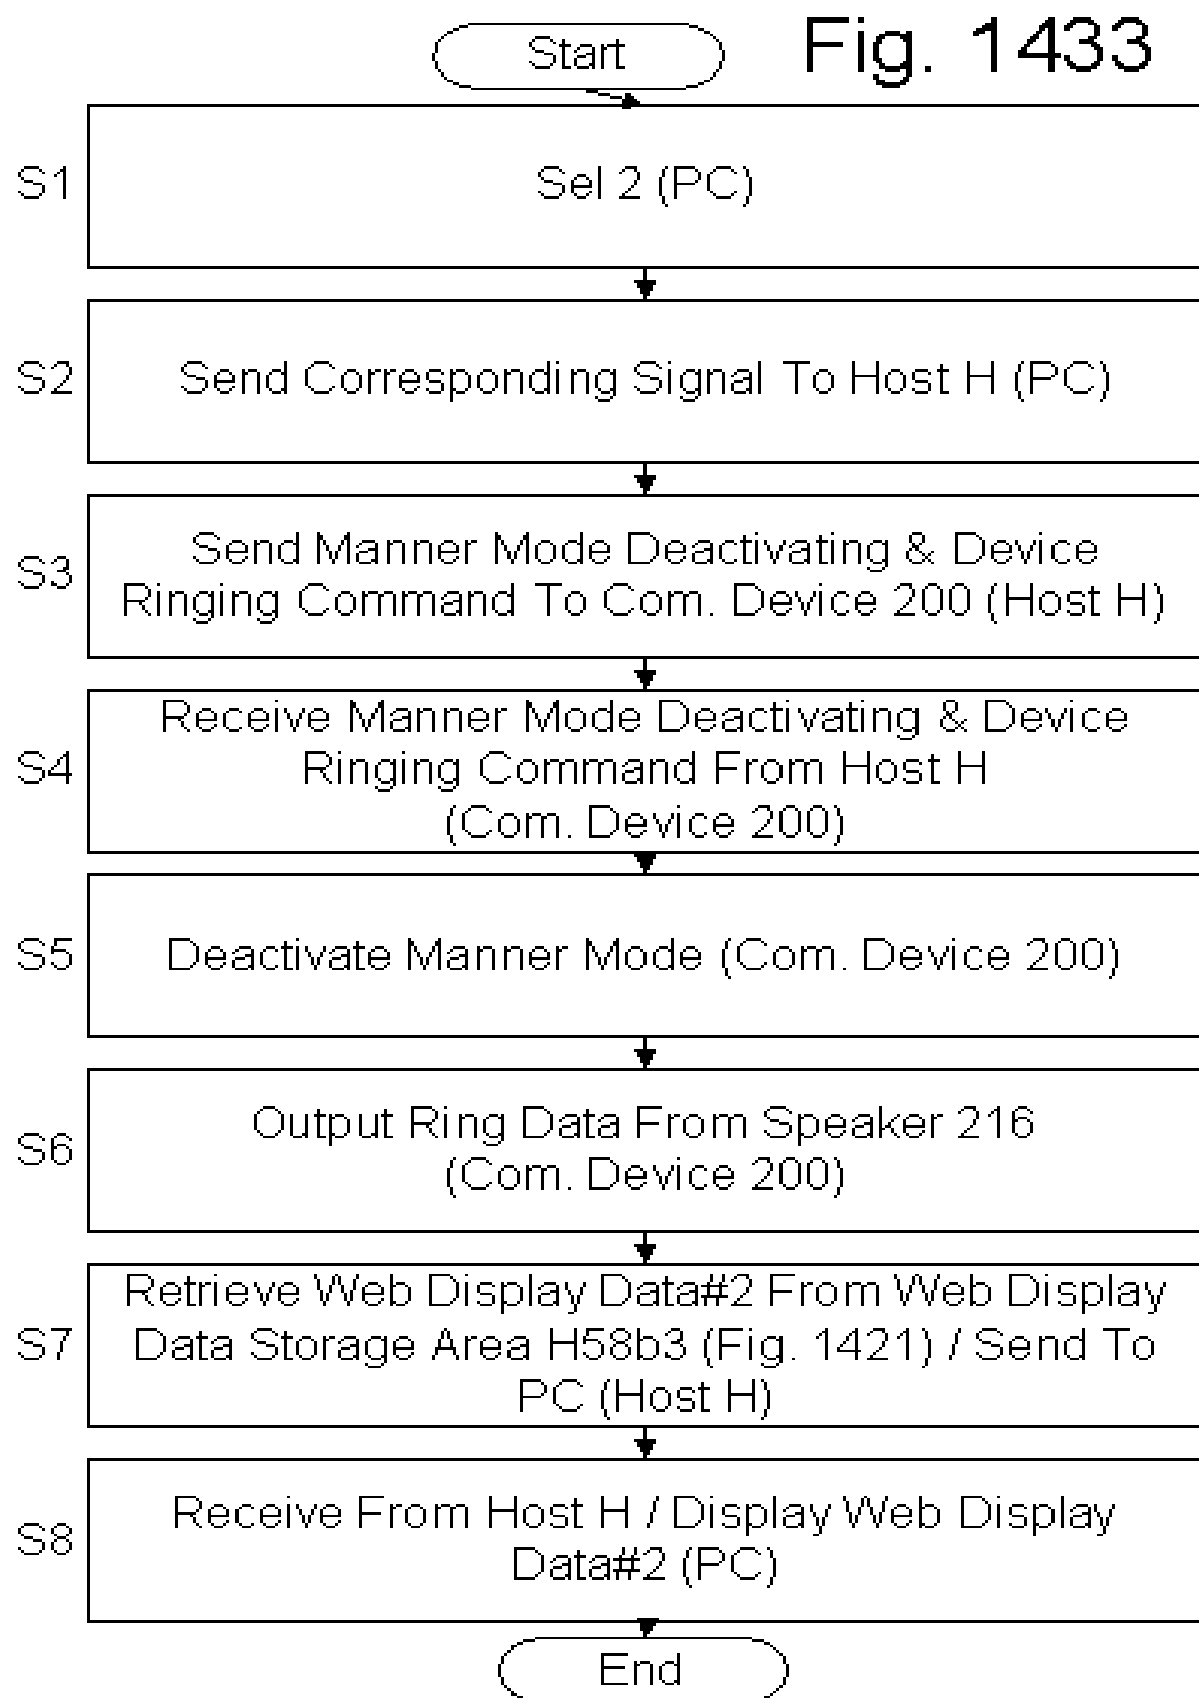 Start
Fig. 1433
S1
Sel 2 (PC)
S2
Send Corresponding Signal To Host H (PC)
S3
Send Manner Mode Deactivating & Device
Ringing Command To Com. Device 200 (Host H)
S4
Receive Manner Mode Deactivating & Device
Ringing Command From Host H
(Com. Device 200)
S5
Deactivate Manner Mode (Com. Device 200)
S6
Output Ring Data From Speaker 216
(Com. Device 200)
S7
Retrieve Web Display Data#2 From Web Display
Data Storage Area H58b3 (Fig. 1421) / Send To
PC (Host H)
S8
Receive From Host H / Display Web Display
Data#2 (PC)
End